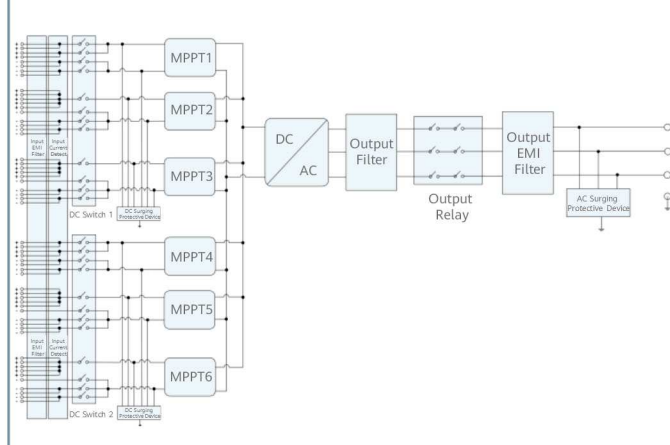 MPPT1
MPPT2
MPPT3
Input
EMI
Filter
Input
Current
Detect
DC Switch 1
DC Surging
Protective Device
MPPT4
MPPT5
MPPT6
Input
EMI
Filter
Input
Current
Detect
DC Switch 2
DC Surging
Protective Device
DC
AC
Output
Filter
Output
Relay
Output
EMI
Filter
AC Surging
Protective Device